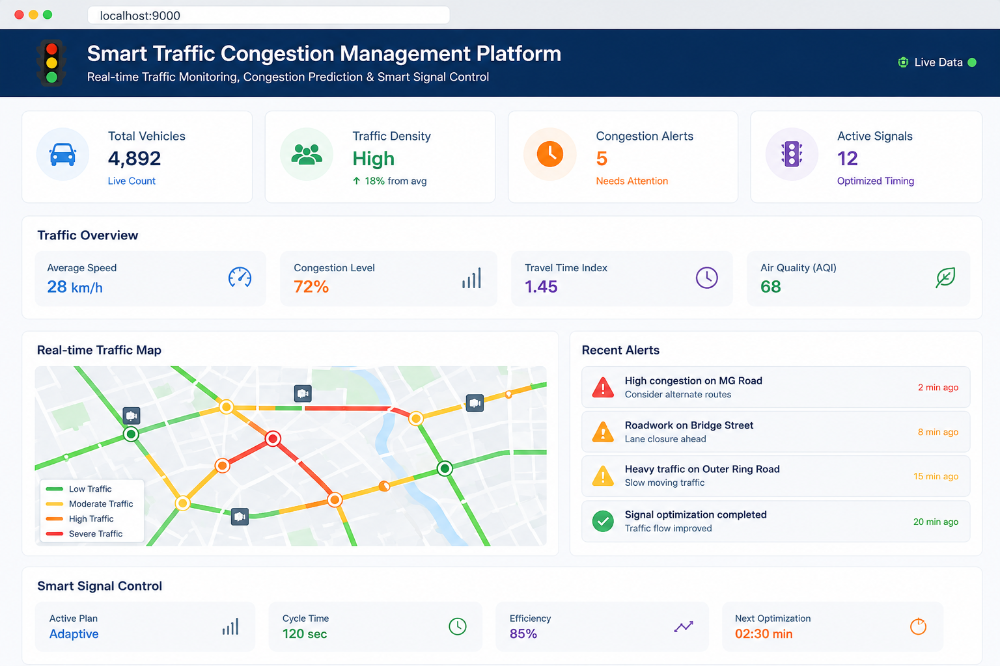 localhost:9000
Smart Traffic Congestion Management Platform
Real-time Traffic Monitoring, Congestion Prediction & Smart Signal Control
Live Data
Total Vehicles
4,892
Live Count
Traffic Density
High
↑ 18% from avg
Congestion Alerts
5
Needs Attention
Active Signals
12
Optimized Timing
Traffic Overview
Average Speed
28 km/h
Congestion Level
72%
Travel Time Index
1.45
Air Quality (AQI)
68
Real-time Traffic Map
Low Traffic
Moderate Traffic
High Traffic
Severe Traffic
Recent Alerts
High congestion on MG Road
Consider alternate routes
2 min ago
Roadwork on Bridge Street
Lane closure ahead
8 min ago
Heavy traffic on Outer Ring Road
Slow moving traffic
15 min ago
Signal optimization completed
Traffic flow improved
20 min ago
Smart Signal Control
Active Plan
Adaptive
Cycle Time
120 sec
Efficiency
85%
Next Optimization
02:30 min